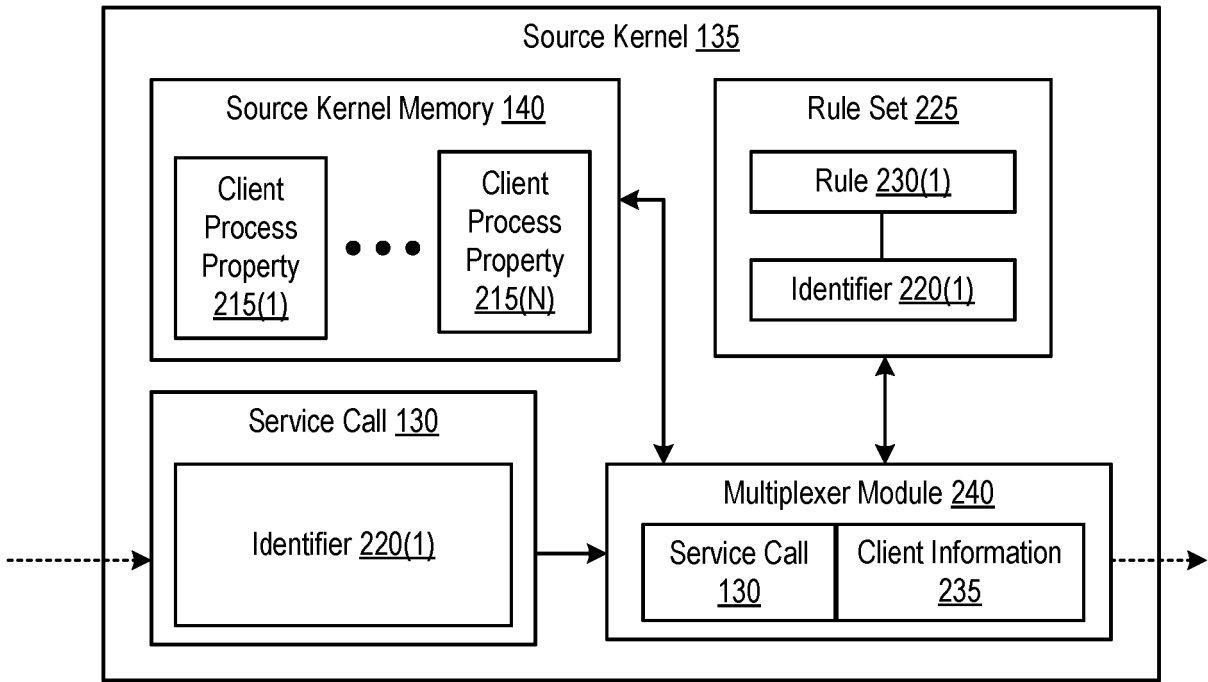 Source Kernel 135
Source Kernel Memory 140
Client
Process
Property
215(1)
Client
Process
Property
215(N)
Rule Set 225
Rule 230(1)
Identifier 220(1)
Service Call 130
Identifier 220(1)
Multiplexer Module 240
Service Call
130
Client Information
235